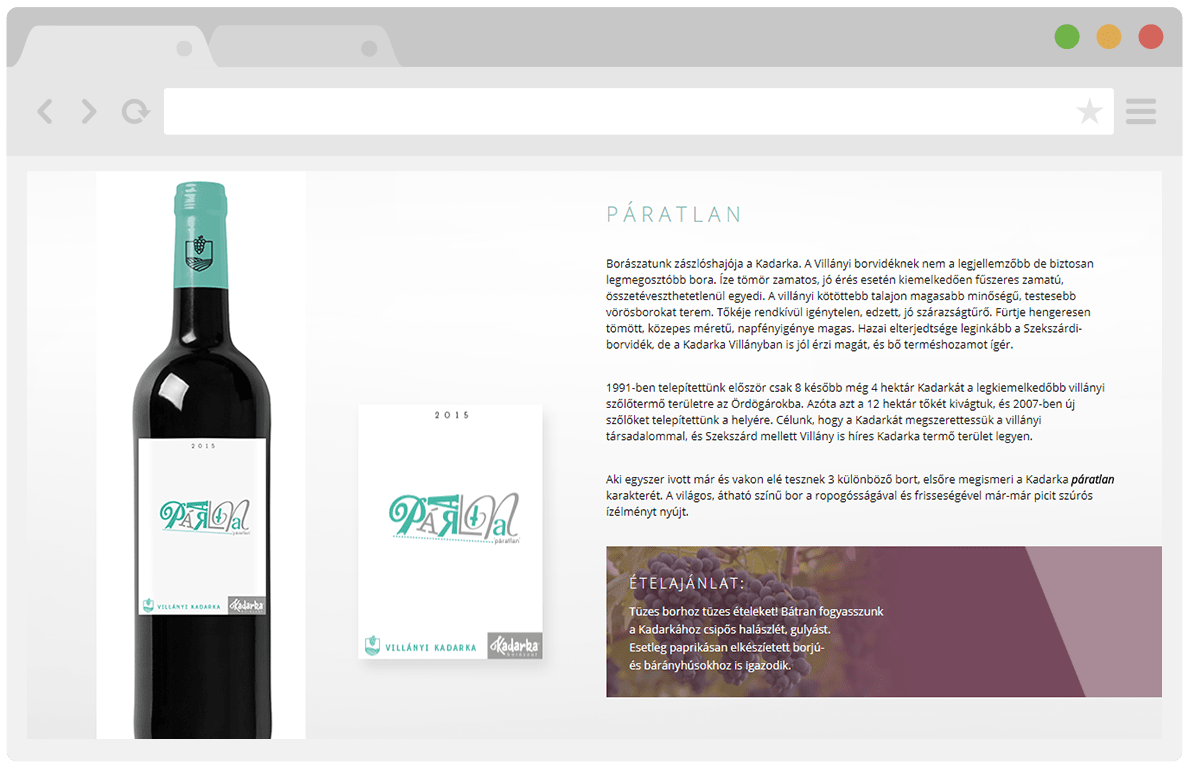 2015
PÁRATLAN
páratlan
VILLÁNYI KADARKA
Kadarka
2015
PÁRATLAN
páratlan
VILLÁNYI KADARKA
Kadarka
BORÁSZAT
PÁRATLAN
Borászatunk zászlóshajója a Kadarka. A Villányi borvidéknek nem a legjellemzőbb de biztosan
legmegosztóbb bora. Íze tömör zamatos, jó érés esetén kiemelkedően fűszeres zamatú,
összetéveszthetetlenül egyedi. A villányi kötöttebb talajon magasabb minőségű, testesebb
vörösborokat terem. Tőkéje rendkívül igénytelen, edzett, jó szárazságtűrő. Fürtje hengeresen
tömött, közepes méretű, napfényigénye magas. Hazai elterjedtsége leginkább a Szekszárdi-
borvidék, de a Kadarka Villányban is jól érzi magát, és bő terméshozamot ígér.
1991-ben telepítettünk először csak 8 később még 4 hektár Kadarkát a legkiemelkedőbb villányi
szőlőtermő területre az Ördögárokba. Azóta azt a 12 hektár tőkét kivágtuk, és 2007-ben új
szőlőket telepítettünk a helyére. Célunk, hogy a Kadarkát megszerettessük a villányi
társadalommal, és Szekszárd mellett Villány is híres Kadarka termő terület legyen.
Aki egyszer ivott már és vakon elé tesznek 3 különböző bort, elsőre megismeri a Kadarka páratlan
karakterét. A világos, átható színű bor a ropogósságával és frissességével már-már picit szúrós
ízélményt nyújt.
ÉTELAJÁNLAT:
Tüzes borhoz tüzes ételeket! Bátran fogyasszunk
a Kadarkához csipős halászlét, gulyást.
Esetleg paprikásan elkészietett borjú-
és bárányhúsokhoz is igazodik.